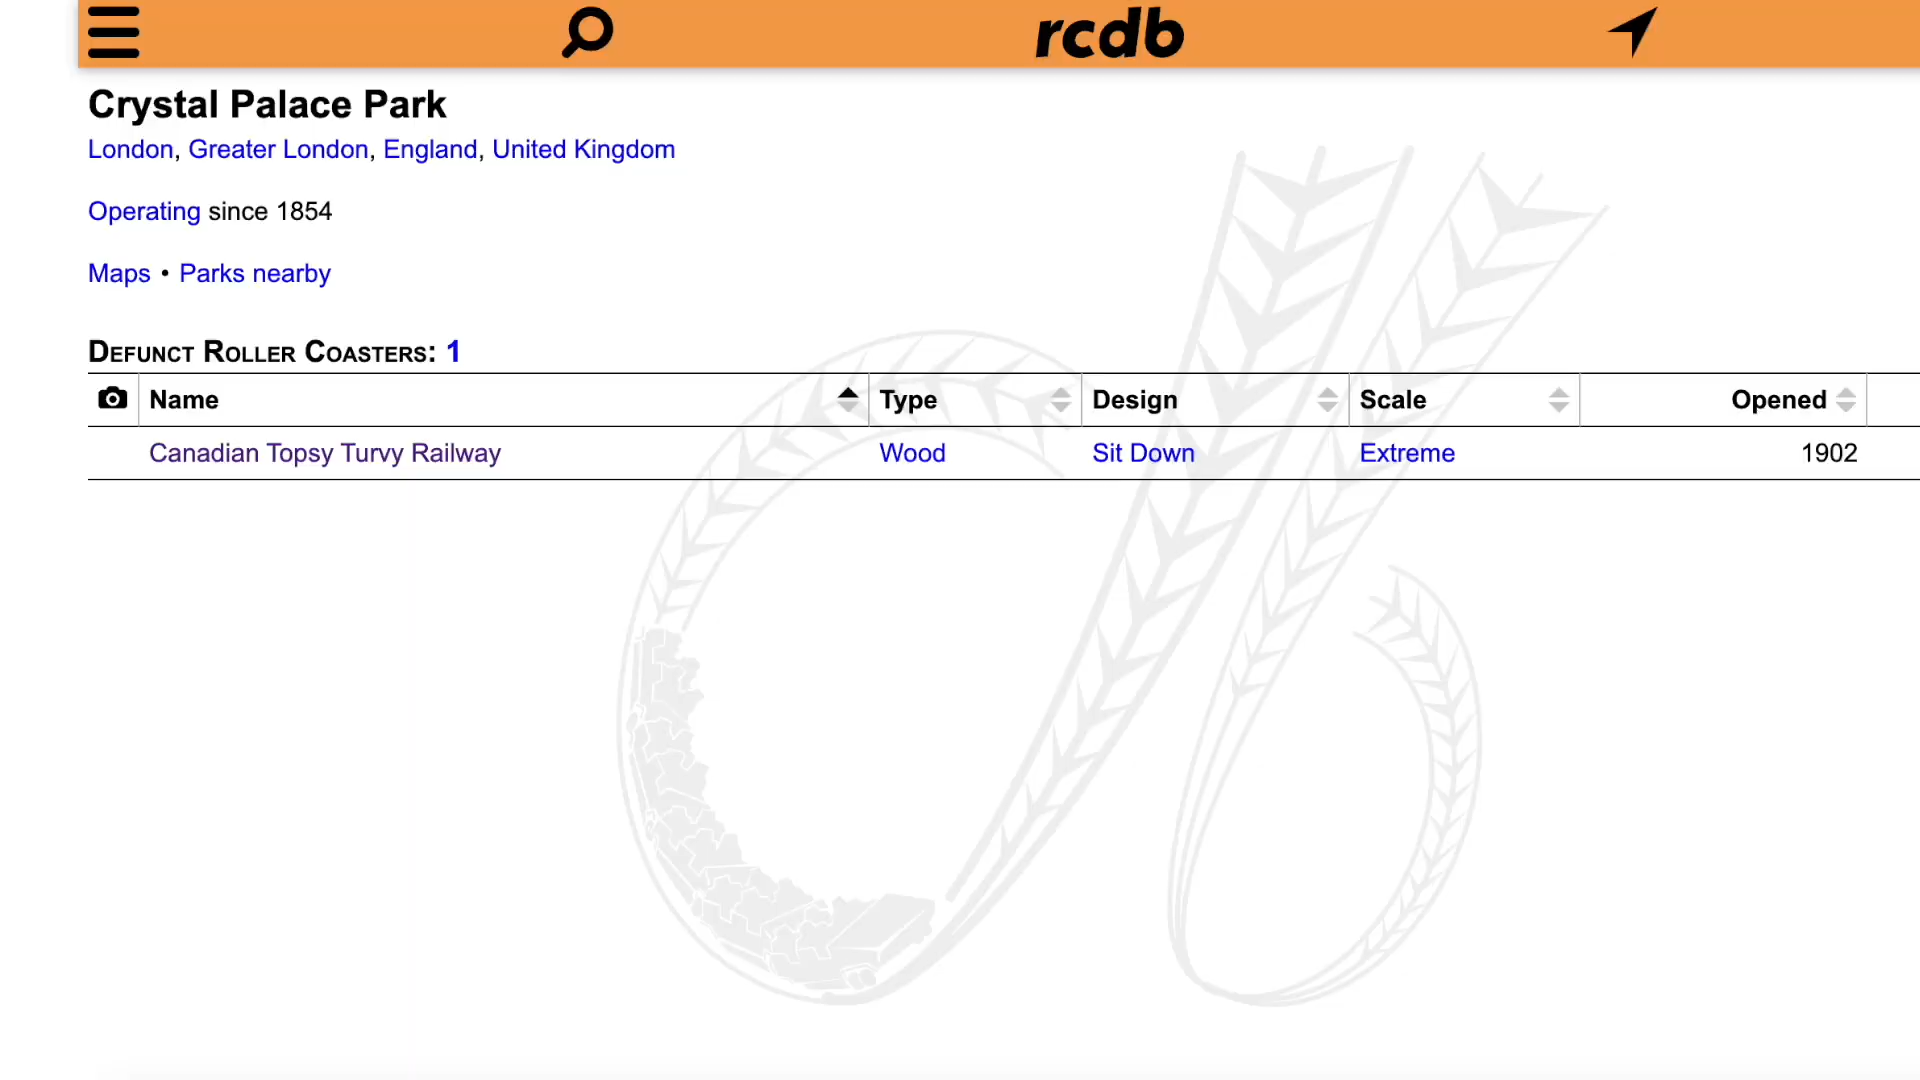 rcdb
Crystal Palace Park
London, Greater London, England, United Kingdom
Operating since 1854
Maps • Parks nearby
Defunct Roller Coasters: 1
Name Type Design Scale Opened
Canadian Topsy Turvy Railway Wood Sit Down Extreme 1902